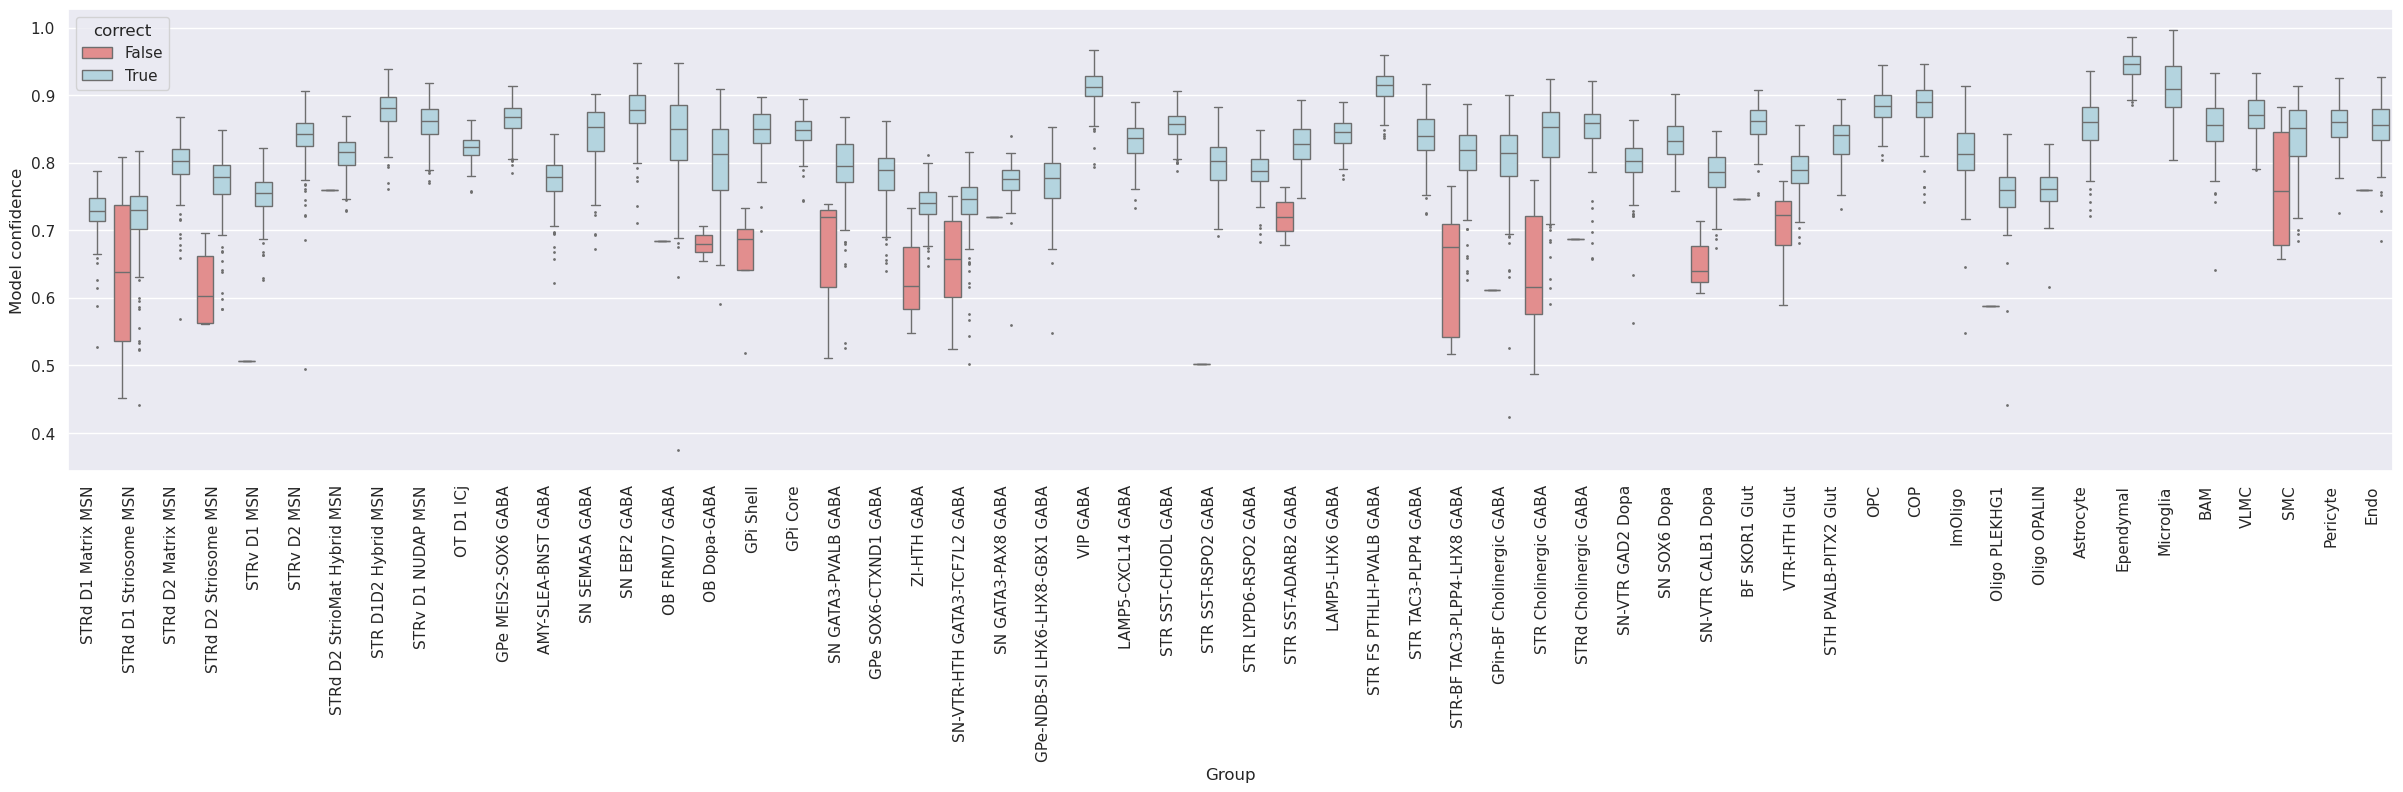 correct
False
True
1.0
0.9
0.8
0.7
0.6
0.5
0.4
Model confidence
STRd D1 Matrix MSN
STRd D1 Striosome MSN
STRd D2 Matrix MSN
STRd D2 Striosome MSN
STRv D1 MSN
STRv D2 MSN
STRd D2 StrioMat Hybrid MSN
STR D1D2 Hybrid MSN
STRv D1 NUDAP MSN
OT D1 ICj
GPe MEIS2-SOX6 GABA
AMY-SLEA-BNST GABA
SN SEMA5A GABA
SN EBF2 GABA
OB FRMD7 GABA
OB Dopa-GABA
GPi Shell
GPi Core
SN GATA3-PVALB GABA
GPe SOX6-CTXND1 GABA
ZI-HTH GABA
SN-VTR-HTH GATA3-TCF7L2 GABA
SN GATA3-PAX8 GABA
GPe-NDB-SI LHX6-LHX8-GBX1 GABA
VIP GABA
LAMP5-CXCL14 GABA
STR SST-CHODL GABA
STR SST-RSPO2 GABA
STR LYPD6-RSPO2 GABA
STR SST-ADARB2 GABA
LAMP5-LHX6 GABA
STR FS PTHLH-PVALB GABA
STR TAC3-PLPP4 GABA
STR-BF TAC3-PLPP4-LHX8 GABA
GPin-BF Cholinergic GABA
STR Cholinergic GABA
STRd Cholinergic GABA
SN-VTR GAD2 Dopa
SN SOX6 Dopa
SN-VTR CALB1 Dopa
BF SKOR1 Glut
VTR-HTH Glut
STH PVALB-PITX2 Glut
OPC
COP
ImOligo
Oligo PLEKHG1
Oligo OPALIN
Astrocyte
Ependymal
Microglia
BAM
VLMC
SMC
Pericyte
Endo
Group